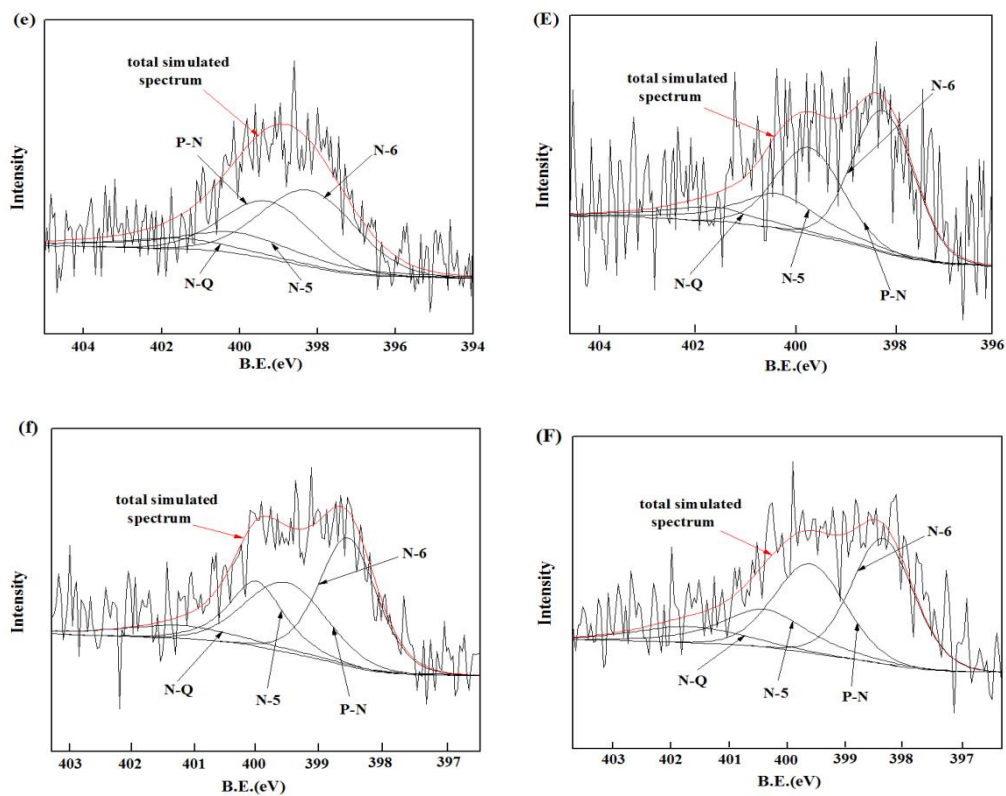 (e)
total simulated
spectrum
P-N
N-6
N-Q
N-5
Intensity
404 402 400 398 396 394
B.E.(eV)
(E)
total simulated
spectrum
N-6
N-Q
N-5
P-N
Intensity
404 402 400 398 396
B.E.(eV)
(f)
total simulated
spectrum
N-6
N-Q
N-5
P-N
Intensity
403 402 401 400 399 398 397
B.E.(eV)
(F)
total simulated
spectrum
N-6
N-Q
N-5
P-N
Intensity
403 402 401 400 399 398 397
B.E.(eV)